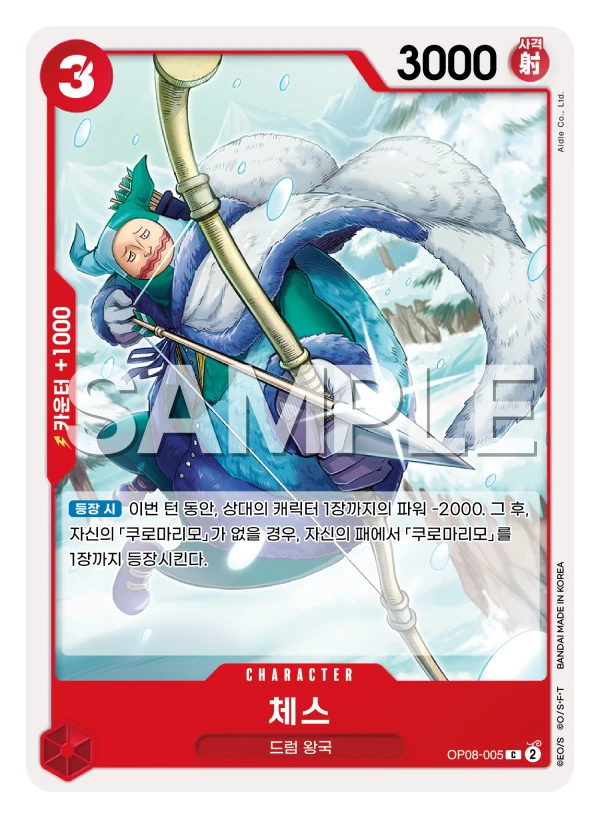 3
3000
사격
射
Aidle Co., Ltd.
카운터 +1000
SAMPLE
등장 시 이번 턴 동안, 상대의 캐릭터 1장까지의 파워 -2000. 그 후,
자신의 「쿠로마리모」가 없을 경우, 자신의 패에서 「쿠로마리모」를
1장까지 등장시킨다.
CHARACTER
체스
드럼 왕국
OP08-005 C 2
©EO/S ©O/S·F·T BANDAI MADE IN KOREA